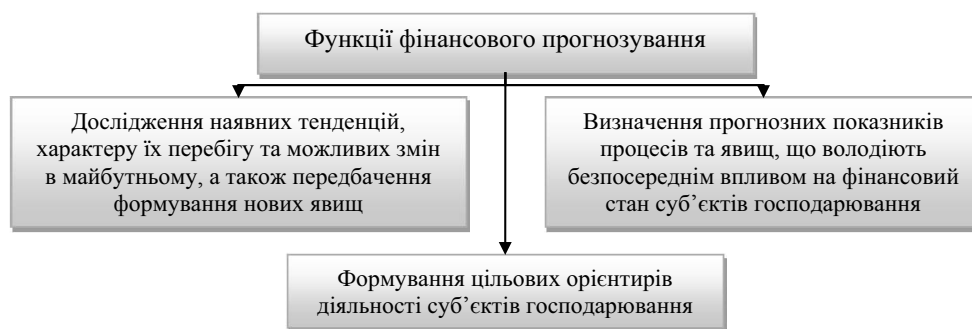 Функції фінансового прогнозування
Дослідження наявних тенденцій,
характеру їх перебігу та можливих змін
в майбутньому, а також передбачення
формування нових явищ
Визначення прогнозних показників
процесів та явищ, що володіють
безпосереднім впливом на фінансовий
стан суб’єктів господарювання
Формування цільових орієнтирів
діяльності суб’єктів господарювання